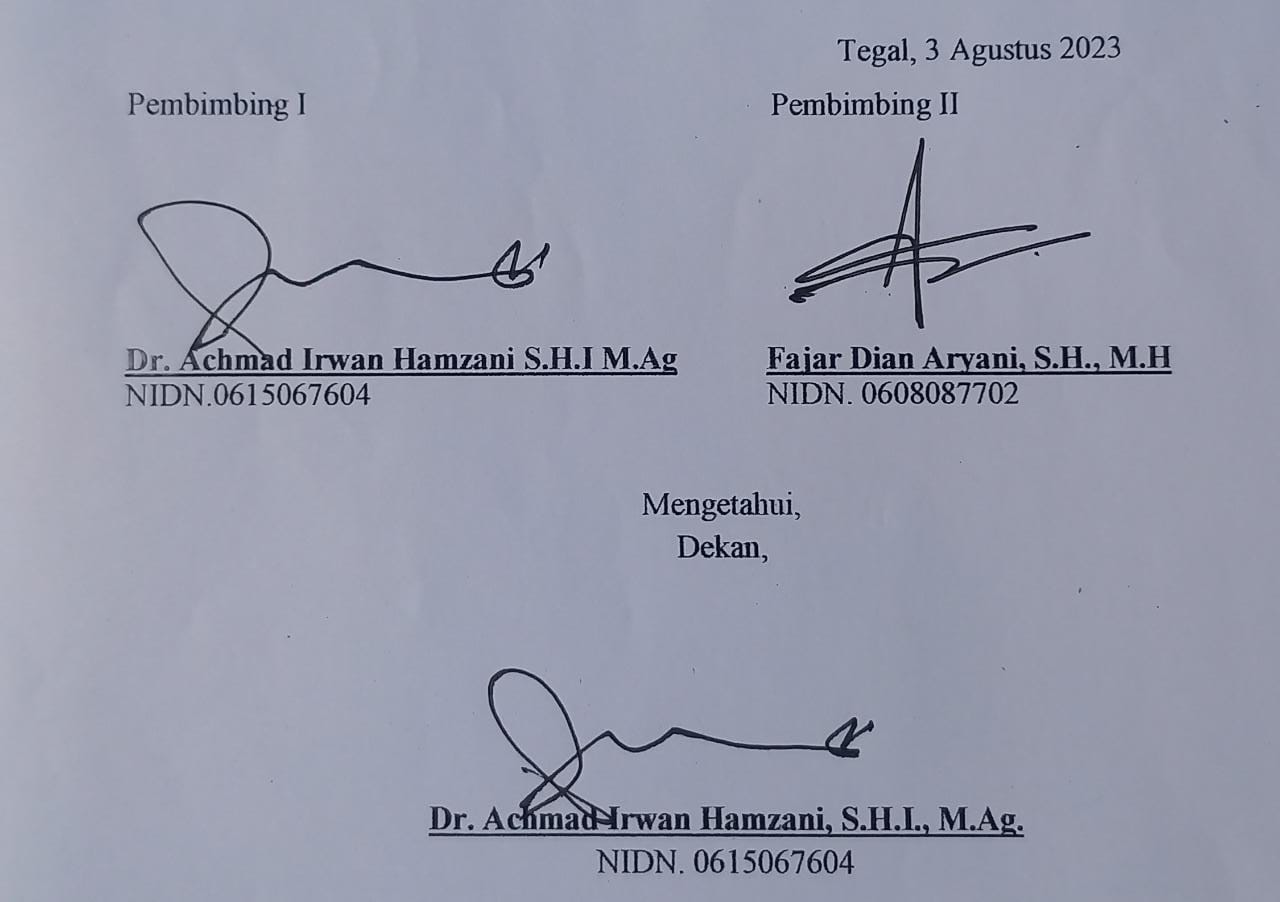 Tegal, 3 Agustus 2023
Pembimbing I
Pembimbing II
Dr. Achmad Irwan Hamzani S.H.I M.Ag
Fajar Dian Aryani, S.H., M.H
NIDN.0615067604
NIDN. 0608087702
Mengetahui,
Dekan,
Dr. Achmad Irwan Hamzani, S.H.I., M.Ag.
NIDN. 0615067604